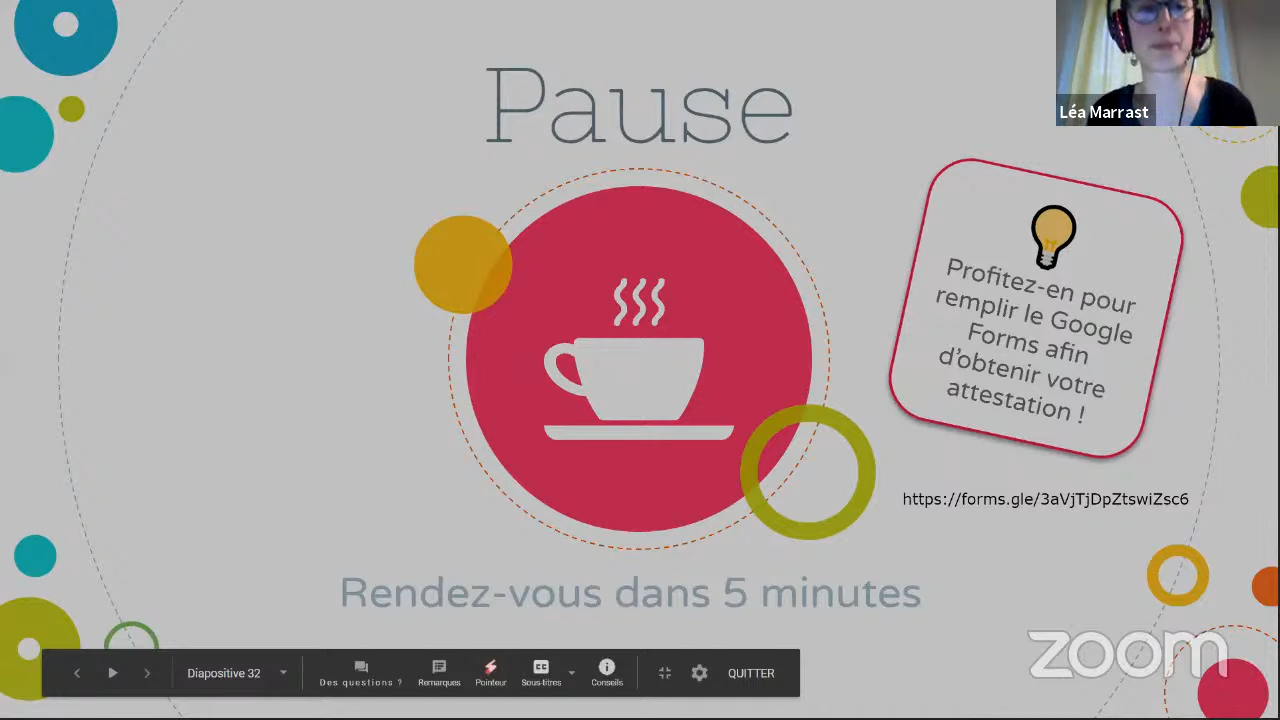 Pause
Léa Marrast
Profitez-en pour
remplir le Google
Forms afin
d'obtenir votre
attestation !
https://forms.gle/3aVjTjDpZtswiZsc6
Rendez-vous dans 5 minutes
zoom
Diapositive 32
Des questions ?
Remarques
Pointeur
CC
Sous-titres
Conseils
QUITTER